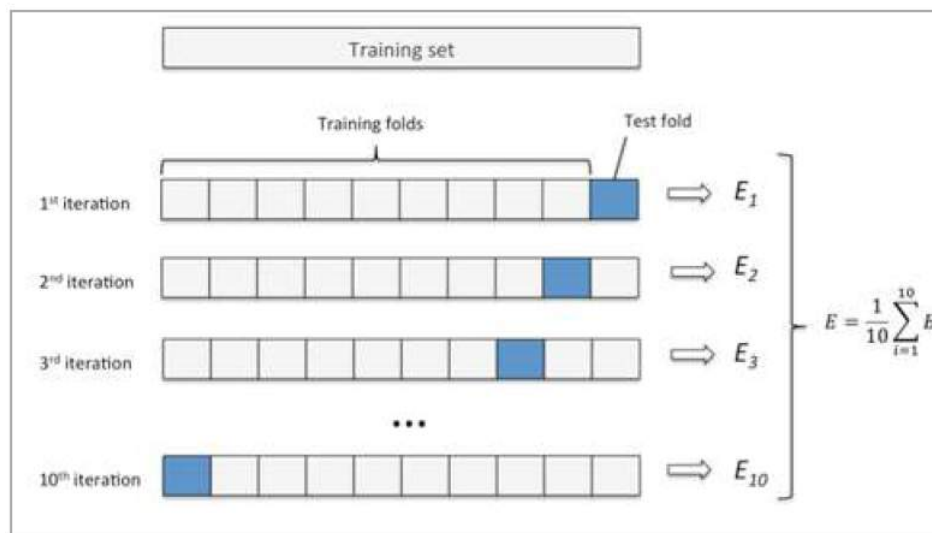 Training set
Training folds
Test fold
1st iteration
E1
2nd iteration
E2
E = 1/10 ∑ i=1 10 E
3rd iteration
E3
...
10th iteration
E10